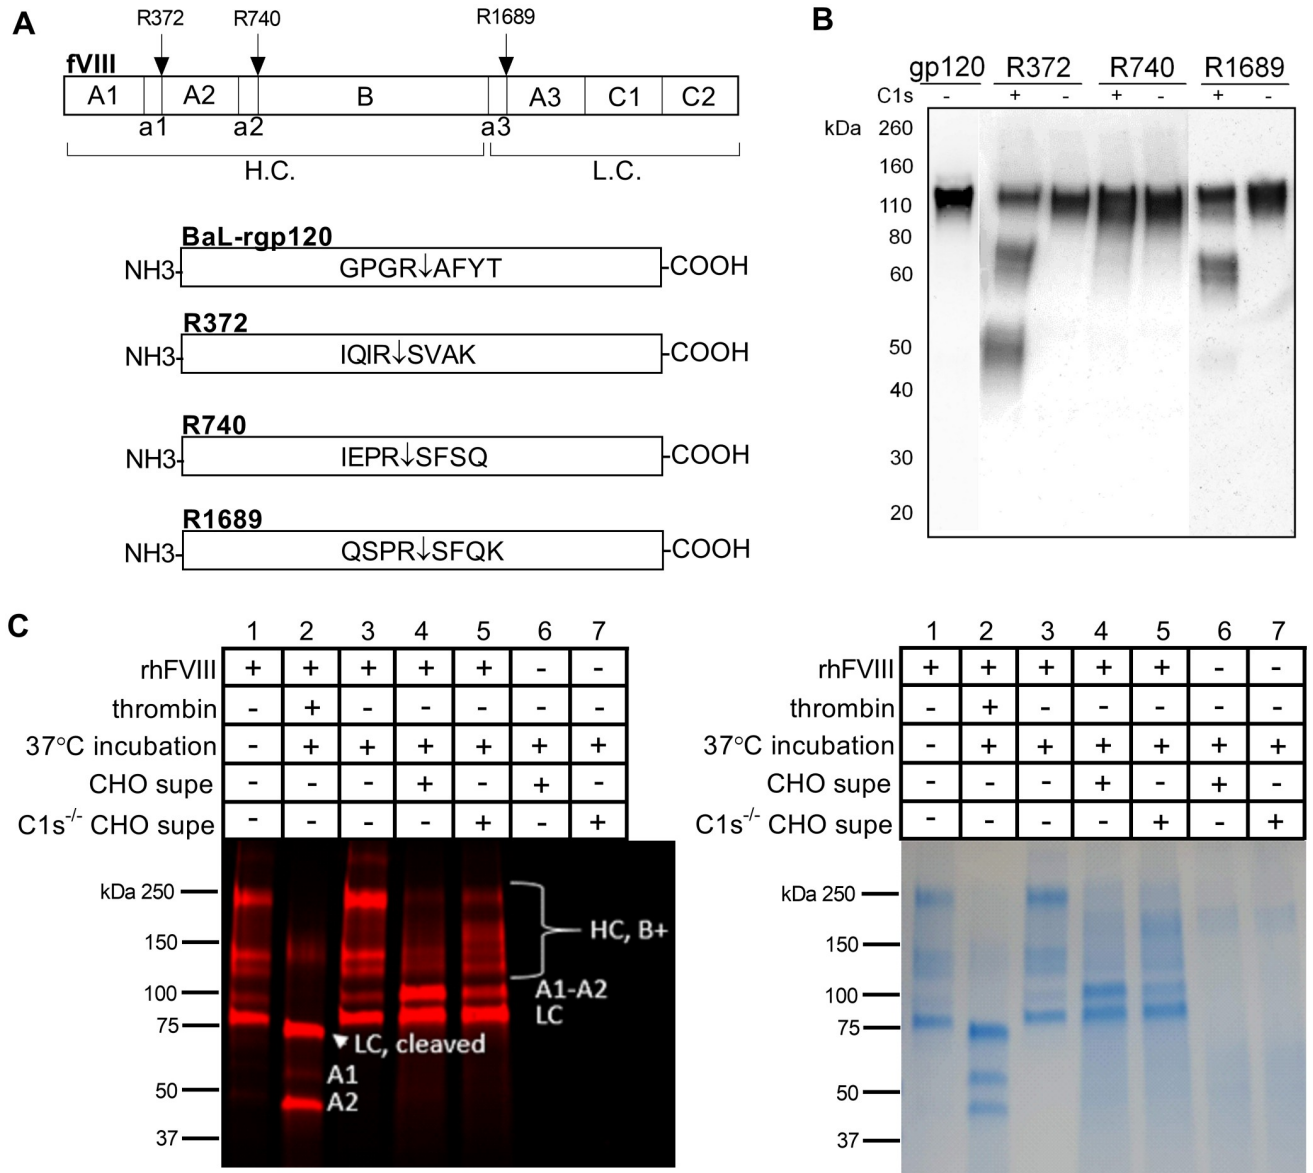 A
R372 R740 R1689
fVIII
A1 A2 B A3 C1 C2
a1 a2 a3
H.C. L.C.
BaL-rgp120
NH3- GPGR↓AFYT -COOH
R372
NH3- IQIR↓SVAK -COOH
R740
NH3- IEPR↓SFSQ -COOH
R1689
NH3- QSPR↓SFQK -COOH
B
gp120 R372 R740 R1689
C1s - + - + - + -
kDa 260
160
110
80
60
50
40
30
20
C
1 2 3 4 5 6 7
rhFVIII + + + + + - -
thrombin - + - - - - -
37°C incubation - + + + + + +
CHO supe - - - + - + -
C1s-/- CHO supe - - - - + - +
kDa 250
150
100
75
50
37
HC, B+
A1-A2
LC
LC, cleaved
A1
A2
1 2 3 4 5 6 7
rhFVIII + + + + + - -
thrombin - + - - - - -
37°C incubation - + + + + + +
CHO supe - - - + - + -
C1s-/- CHO supe - - - - + - +
kDa 250
150
100
75
50
37